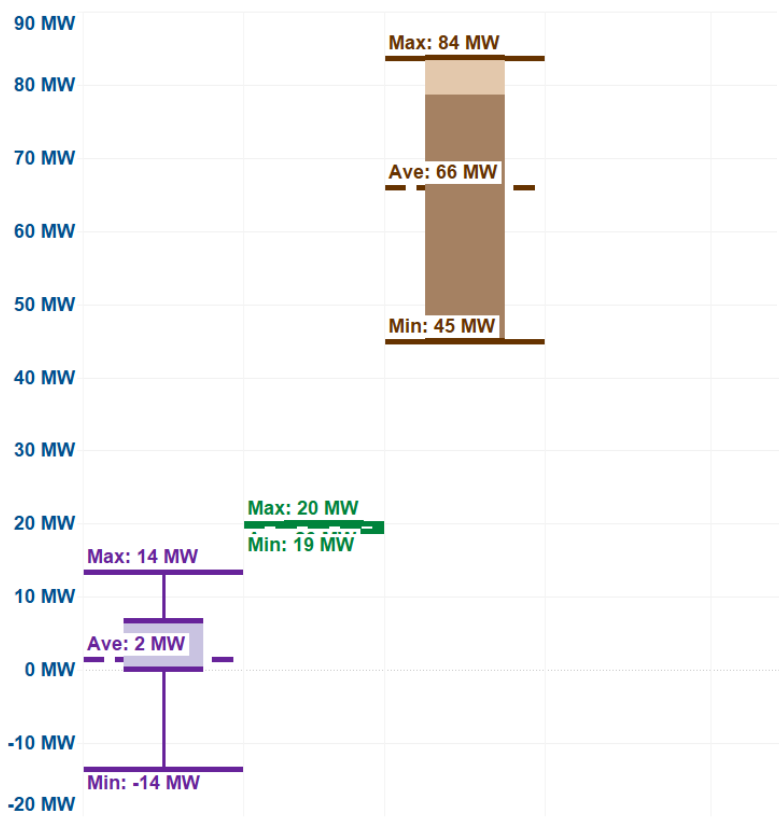 90 MW
Max: 84 MW
80 MW
70 MW
Ave: 66 MW
60 MW
50 MW
Min: 45 MW
40 MW
30 MW
Max: 20 MW
20 MW
Min: 19 MW
Max: 14 MW
10 MW
Ave: 2 MW
0 MW
-10 MW
Min: -14 MW
-20 MW